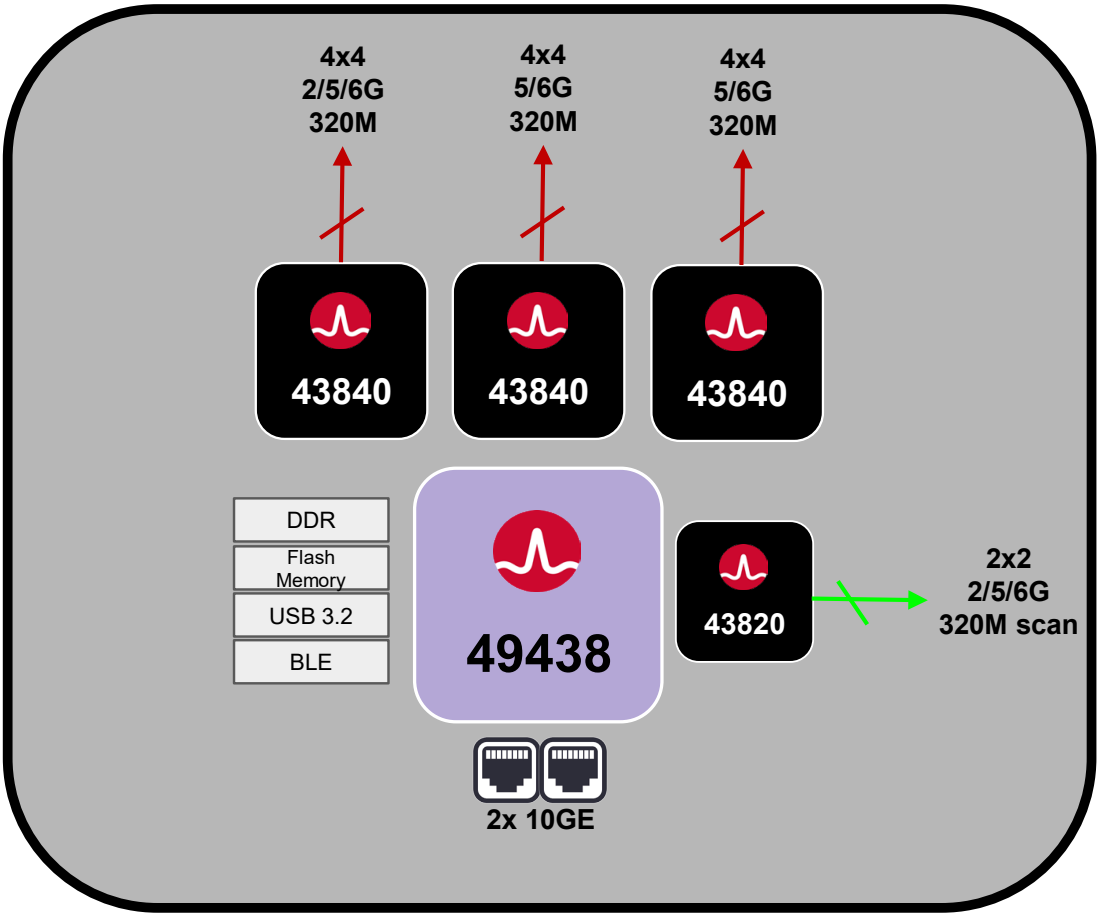 4x4
2/5/6G
320M
4x4
5/6G
320M
4x4
5/6G
320M
43840
43840
43840
DDR
Flash
Memory
USB 3.2
BLE
49438
43820
2x2
2/5/6G
320M scan
2x 10GE